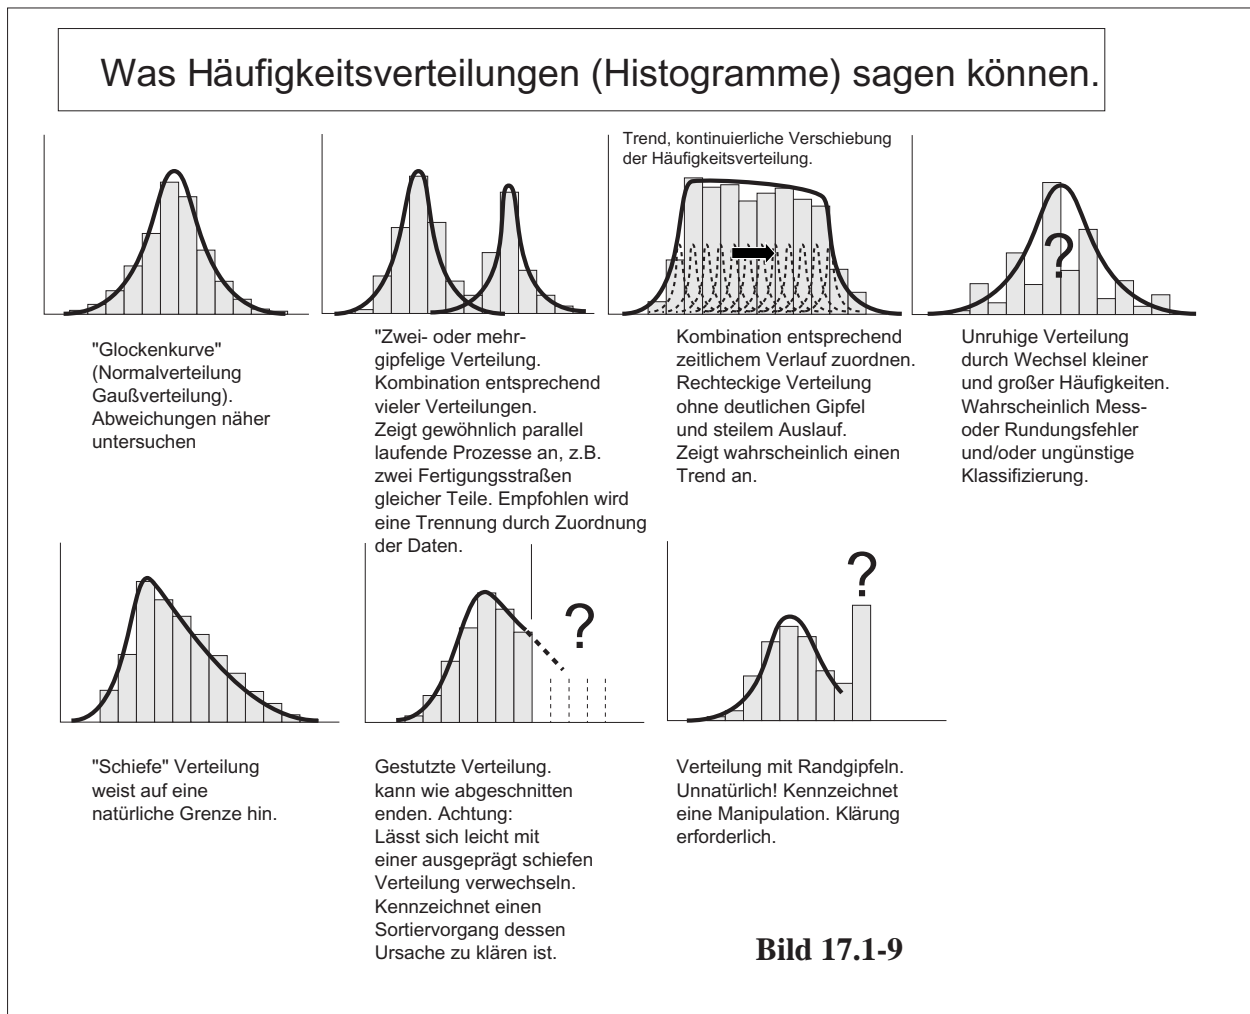 Was Häufigkeitsverteilungen (Histogramme) sagen können.
"Glockenkurve"
(Normalverteilung
Gaußverteilung).
Abweichungen näher
untersuchen
"Zwei- oder mehr-
gipfelige Verteilung.
Kombination entsprechend
vieler Verteilungen.
Zeigt gewöhnlich parallel
laufende Prozesse an, z.B.
zwei Fertigungsstraßen
gleicher Teile. Empfohlen wird
eine Trennung durch Zuordnung
der Daten.
Trend, kontinuierliche Verschiebung
der Häufigkeitsverteilung.
Kombination entsprechend
zeitlichem Verlauf zuordnen.
Rechteckige Verteilung
ohne deutlichen Gipfel
und steilem Auslauf.
Zeigt wahrscheinlich einen
Trend an.
?
Unruhige Verteilung
durch Wechsel kleiner
und großer Häufigkeiten.
Wahrscheinlich Mess-
oder Rundungsfehler
und/oder ungünstige
Klassifizierung.
"Schiefe" Verteilung
weist auf eine
natürliche Grenze hin.
?
Gestutzte Verteilung.
kann wie abgeschnitten
enden. Achtung:
Lässt sich leicht mit
einer ausgeprägt schiefen
Verteilung verwechseln.
Kennzeichnet einen
Sortiervorgang dessen
Ursache zu klären ist.
?
Verteilung mit Randgipfeln.
Unnatürlich! Kennzeichnet
eine Manipulation. Klärung
erforderlich.
Bild 17.1-9